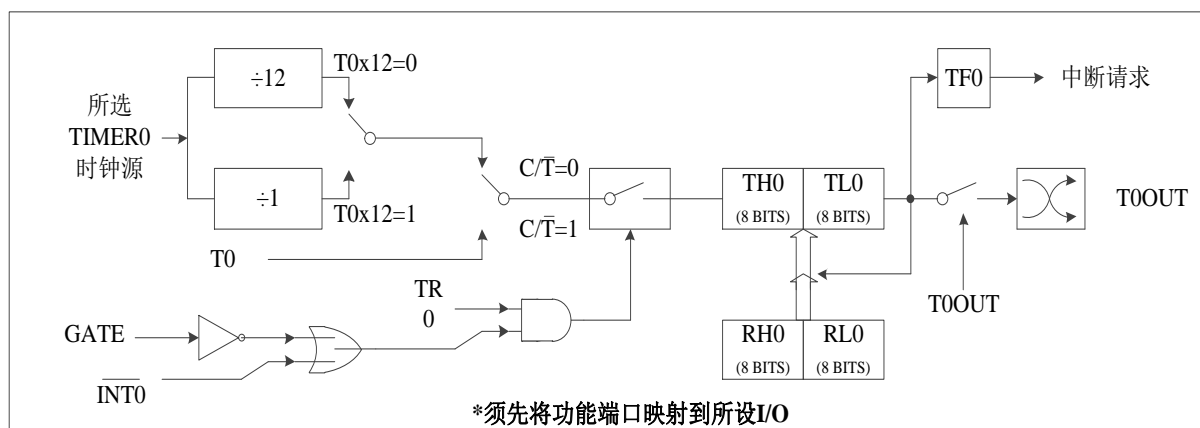 ÷12
T0x12=0
所选
TIMER0
时钟源
÷1
T0x12=1
T0
C/T̅=0
C/T̅=1
TH0
(8 BITS)
TL0
(8 BITS)
TF0
中断请求
T0OUT
T0OUT
TR
0
GATE
I̅N̅T̅0̅
RH0
(8 BITS)
RL0
(8 BITS)
*须先将功能端口映射到所设I/O